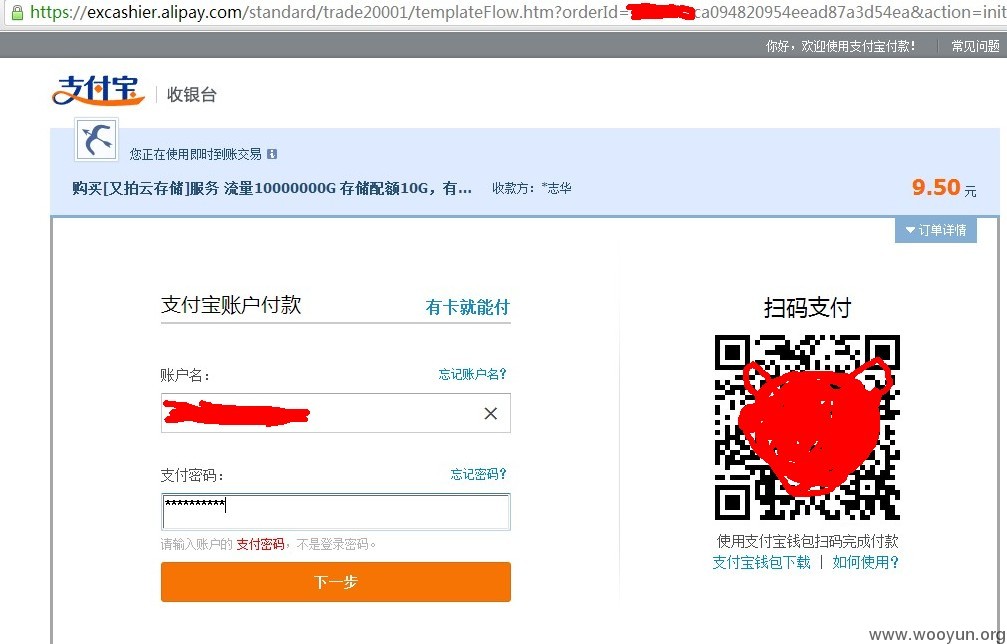 https://excashier.alipay.com/standard/trade20001/templateFlow.htm?orderId= ca094820954eead87a3d54ea&action=init
你好，欢迎使用支付宝付款！ 常见问题
支付宝 收银台
您正在使用即时到账交易
购买[又拍云存储]服务 流量10000000G 存储配额10G，有... 收款方：*志华 9.50 元
订单详情
支付宝账户付款 有卡就能付
账户名： 忘记账户名？
支付密码： 忘记密码？
**********
请输入账户的 支付密码，不是登录密码。
下一步
扫码支付
使用支付宝钱包扫码完成付款
支付宝钱包下载 | 如何使用？
www.wooyun.org